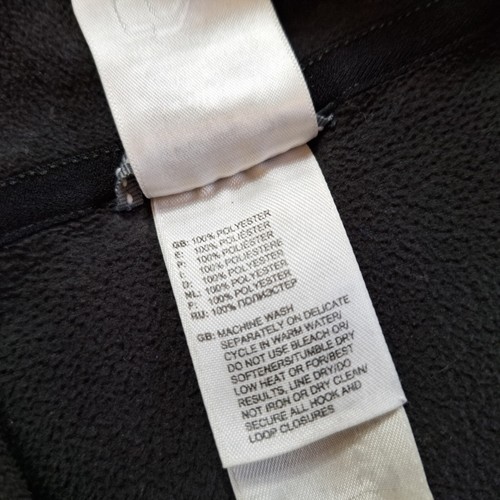 GB: 100% POLYESTER
E: 100% POLIÉSTER
P: 100% POLIÉSTER
I: 100% POLIESTERE
D: 100% POLYESTER
NL: 100% POLYESTER
F: 100% POLYESTER
RU: 100% ПОЛИЭСТЕР
GB: MACHINE WASH
SEPARATELY ON DELICATE
CYCLE IN WARM WATER/
DO NOT USE BLEACH OR/
SOFTENERS/TUMBLE DRY
LOW HEAT OR FOR/BEST
RESULTS, LINE DRY/DO
NOT IRON OR DRY CLEAN/
SECURE ALL HOOK AND
LOOP CLOSURES